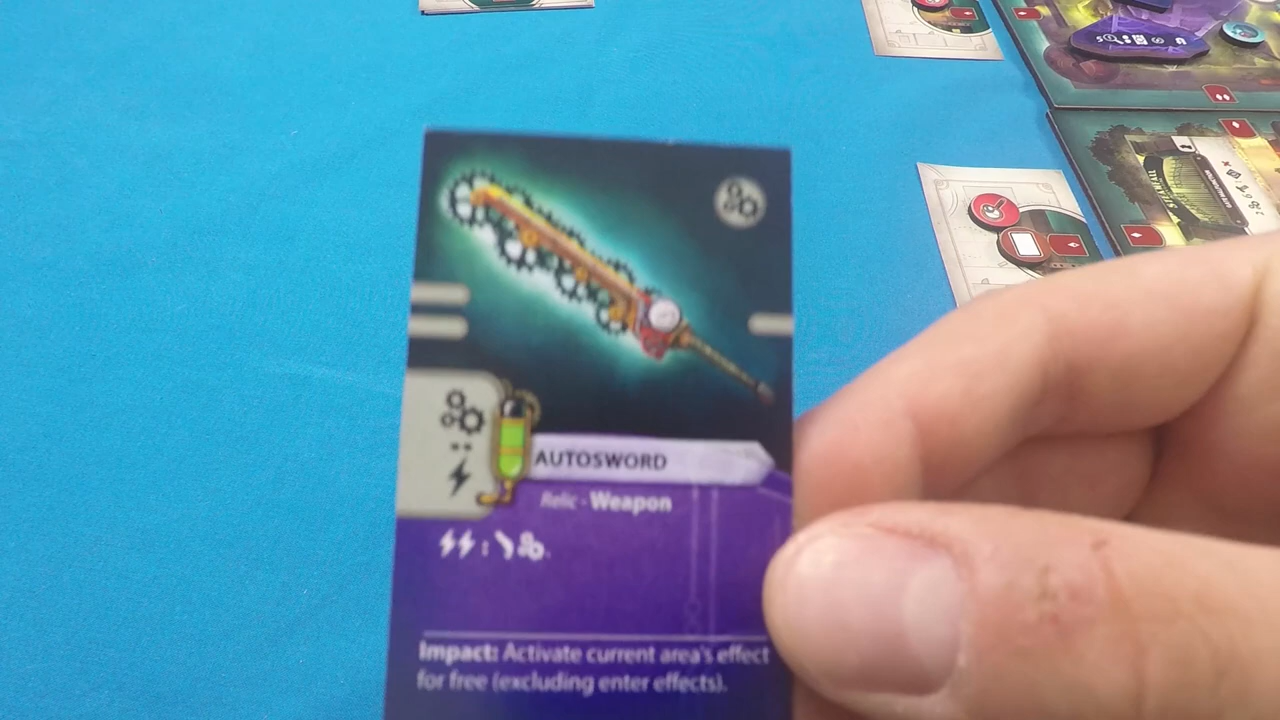 AUTOSWORD
Relic - Weapon
Impact: Activate current area's effect
for free (excluding enter effects).